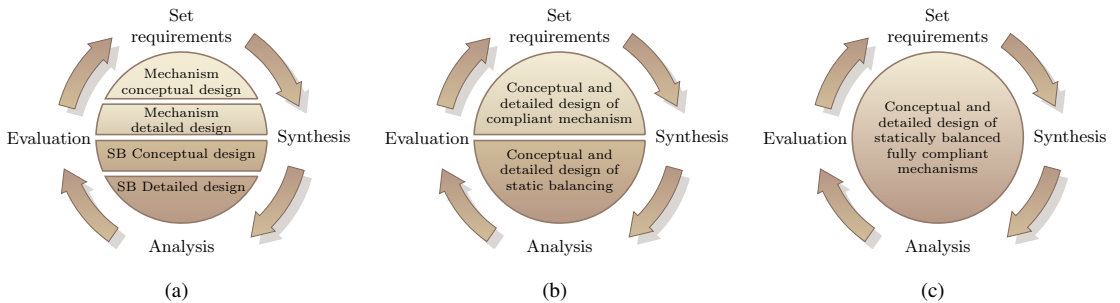 Set
requirements
Mechanism
conceptual design
Mechanism
detailed design
SB Conceptual design
SB Detailed design
Evaluation
Synthesis
Analysis
(a)
Set
requirements
Conceptual and
detailed design of
compliant mechanism
Conceptual and
detailed design of
static balancing
Evaluation
Synthesis
Analysis
(b)
Set
requirements
Conceptual and
detailed design of
statically balanced
fully compliant
mechanisms
Evaluation
Synthesis
Analysis
(c)